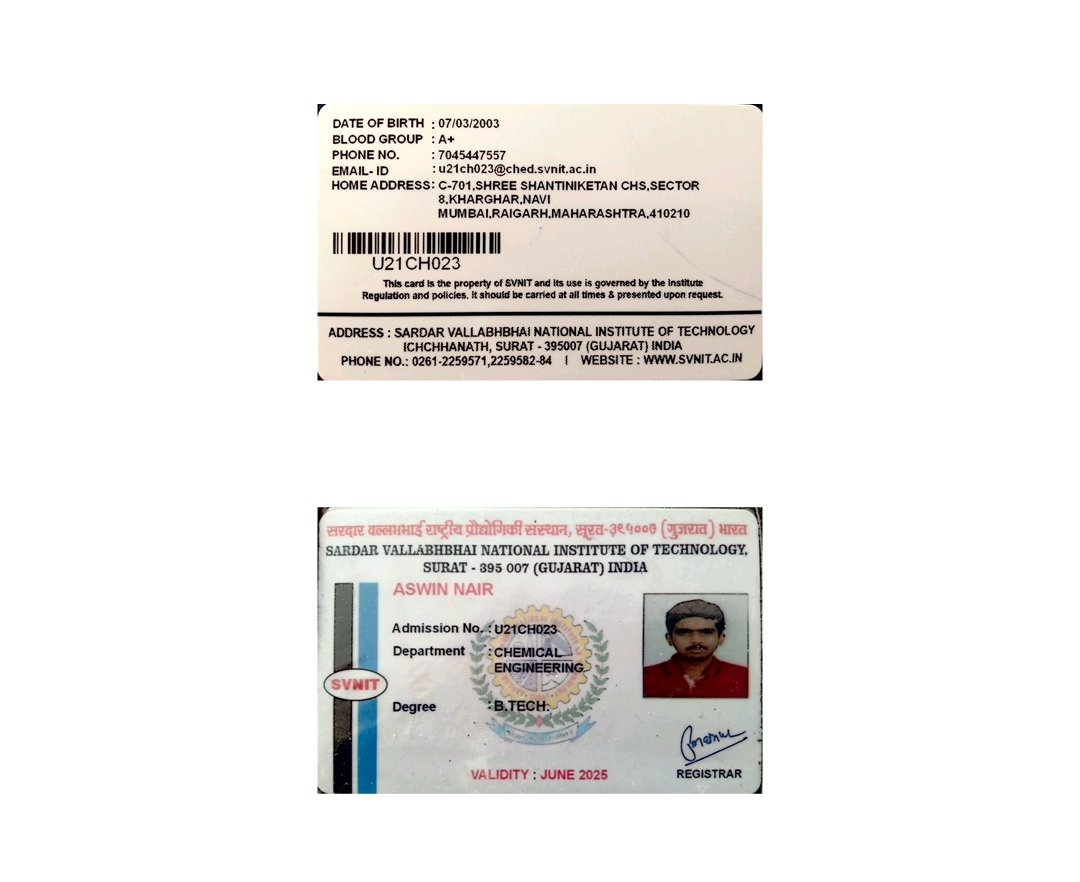 DATE OF BIRTH : 07/03/2003
BLOOD GROUP : A+
PHONE NO. : 7045447557
EMAIL- ID : u21ch023@ched.svnit.ac.in
HOME ADDRESS: C-701,SHREE SHANTINIKETAN CHS,SECTOR
8,KHARGHAR,NAVI
MUMBAI,RAIGARH,MAHARASHTRA,410210
U21CH023
This card is the property of SVNIT and its use is governed by the Institute
Regulation and policies. It should be carried at all times & presented upon request.
ADDRESS : SARDAR VALLABHBHAI NATIONAL INSTITUTE OF TECHNOLOGY
ICHCHHANATH, SURAT - 395007 (GUJARAT) INDIA
PHONE NO.: 0261-2259571,2259582-84 | WEBSITE : WWW.SVNIT.AC.IN
सरदार वल्लभभाई राष्ट्रीय प्रौद्योगिकी संस्थान, सूरत-३९५००७ (गुजरात) भारत
SARDAR VALLABHBHAI NATIONAL INSTITUTE OF TECHNOLOGY,
SURAT - 395 007 (GUJARAT) INDIA
ASWIN NAIR
Admission No. : U21CH023
Department : CHEMICAL
ENGINEERING
SVNIT
Degree : B.TECH.
VALIDITY : JUNE 2025
REGISTRAR